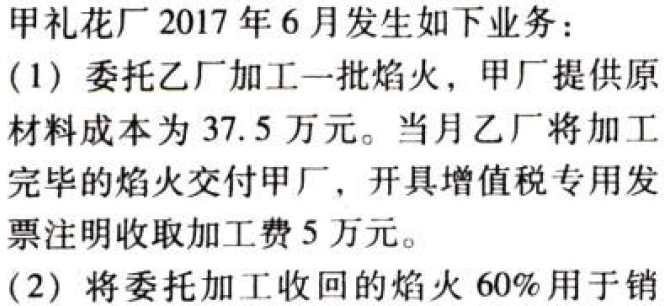 甲礼花厂 2017 年 6 月发生如下业务：
(1) 委托乙厂加工一批焰火，甲厂提供原
材料成本为 37.5 万元。当月乙厂将加工
完毕的焰火交付甲厂，开具增值税专用发
票注明收取加工费 5 万元。
(2) 将委托加工收回的焰火 60% 用于销